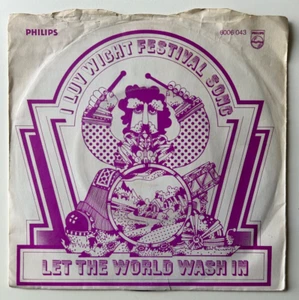 PHILIPS
6006 043
I LUV WIGHT FESTIVAL SONG
LET THE WORLD WASH IN